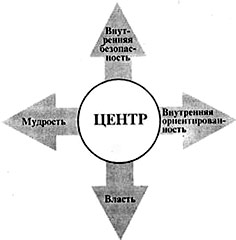 Внут-
ренняя
безопас-
ность
Мудрость
ЦЕНТР
Внутренняя
ориентирован-
ность
Власть